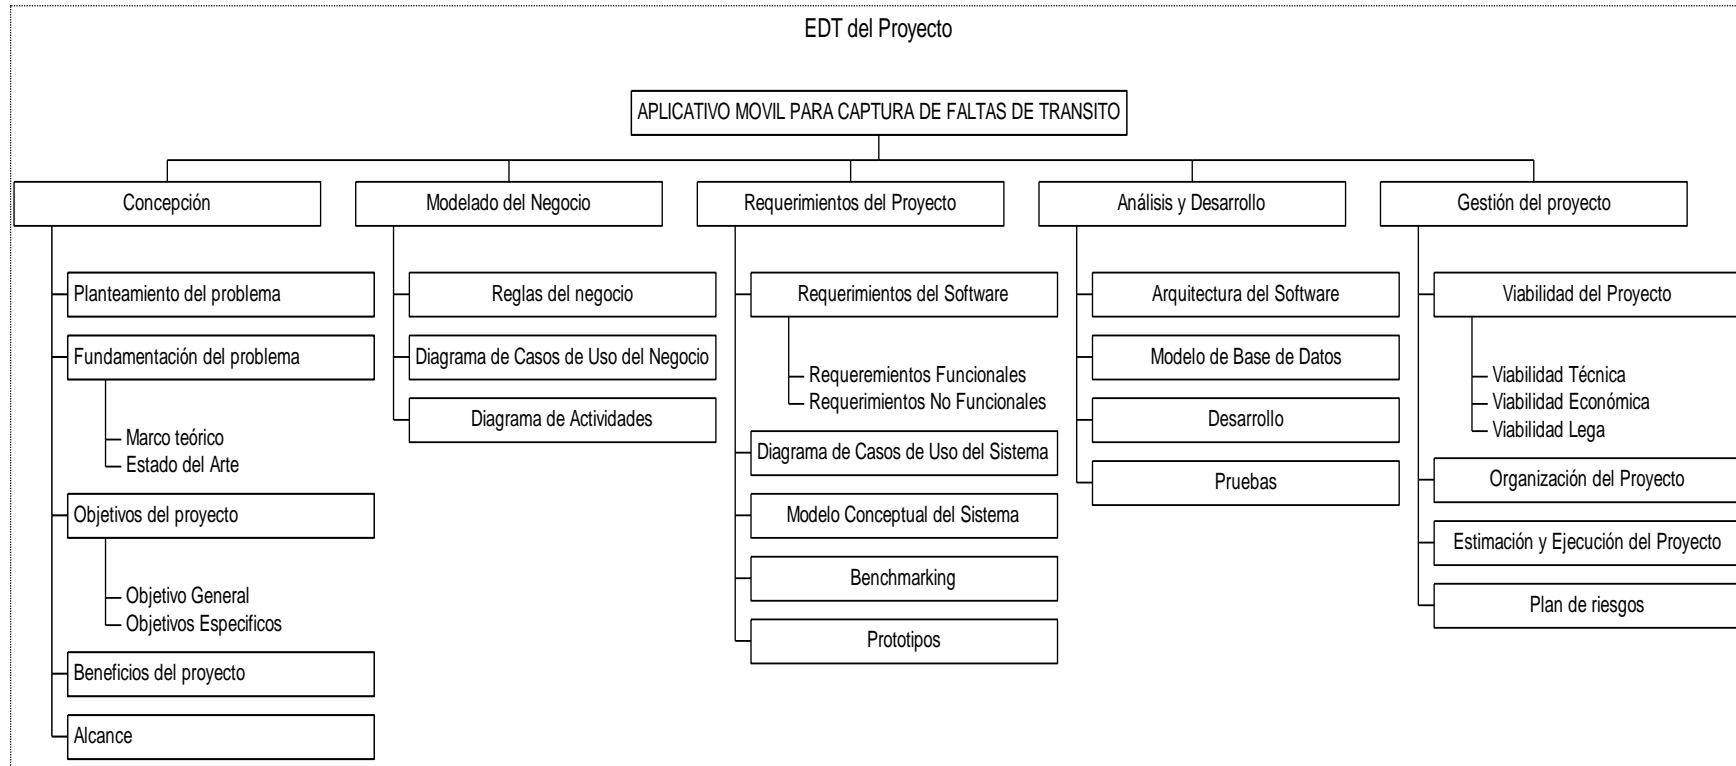 EDT del Proyecto
APLICATIVO MOVIL PARA CAPTURA DE FALTAS DE TRANSITO
Concepción
Planteamiento del problema
Fundamentación del problema
Marco teórico
Estado del Arte
Objetivos del proyecto
Objetivo General
Objetivos Especificos
Beneficios del proyecto
Alcance
Modelado del Negocio
Reglas del negocio
Diagrama de Casos de Uso del Negocio
Diagrama de Actividades
Requerimientos del Proyecto
Requerimientos del Software
Requeremientos Funcionales
Requerimientos No Funcionales
Diagrama de Casos de Uso del Sistema
Modelo Conceptual del Sistema
Benchmarking
Prototipos
Análisis y Desarrollo
Arquitectura del Software
Modelo de Base de Datos
Desarrollo
Pruebas
Gestión del proyecto
Viabilidad del Proyecto
Viabilidad Técnica
Viabilidad Económica
Viabilidad Lega
Organización del Proyecto
Estimación y Ejecución del Proyecto
Plan de riesgos